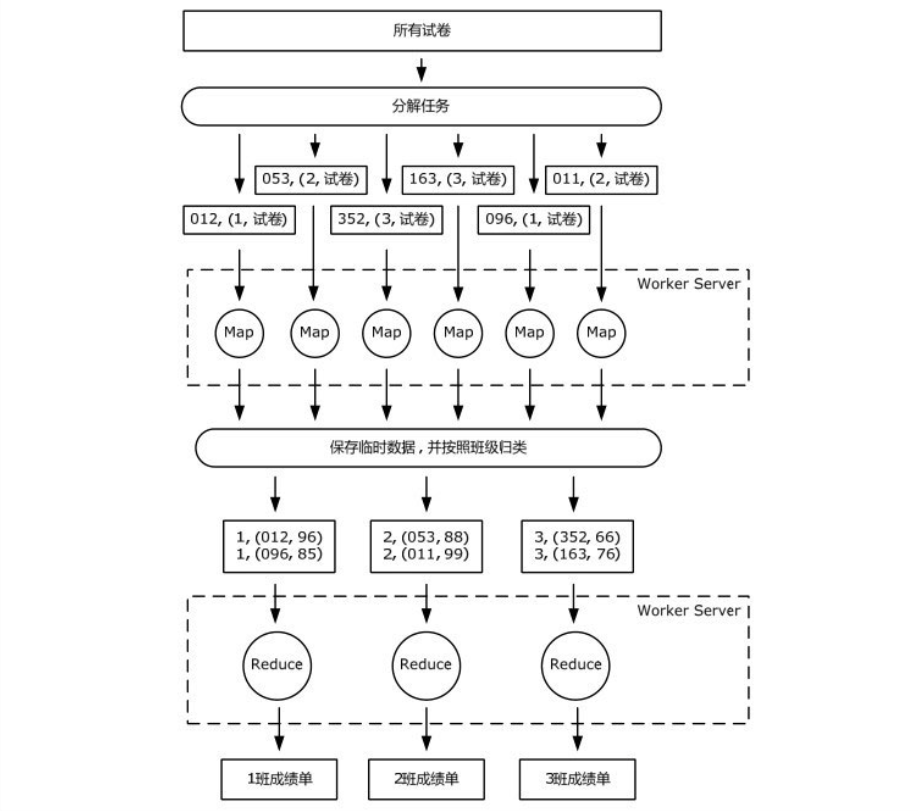 所有试卷
分解任务
053, (2, 试卷)
163, (3, 试卷)
011, (2, 试卷)
012, (1, 试卷)
352, (3, 试卷)
096, (1, 试卷)
Worker Server
Map
Map
Map
Map
Map
Map
保存临时数据，并按照班级归类
1, (012, 96)
1, (096, 85)
2, (053, 88)
2, (011, 99)
3, (352, 66)
3, (163, 76)
Worker Server
Reduce
Reduce
Reduce
1班成绩单
2班成绩单
3班成绩单